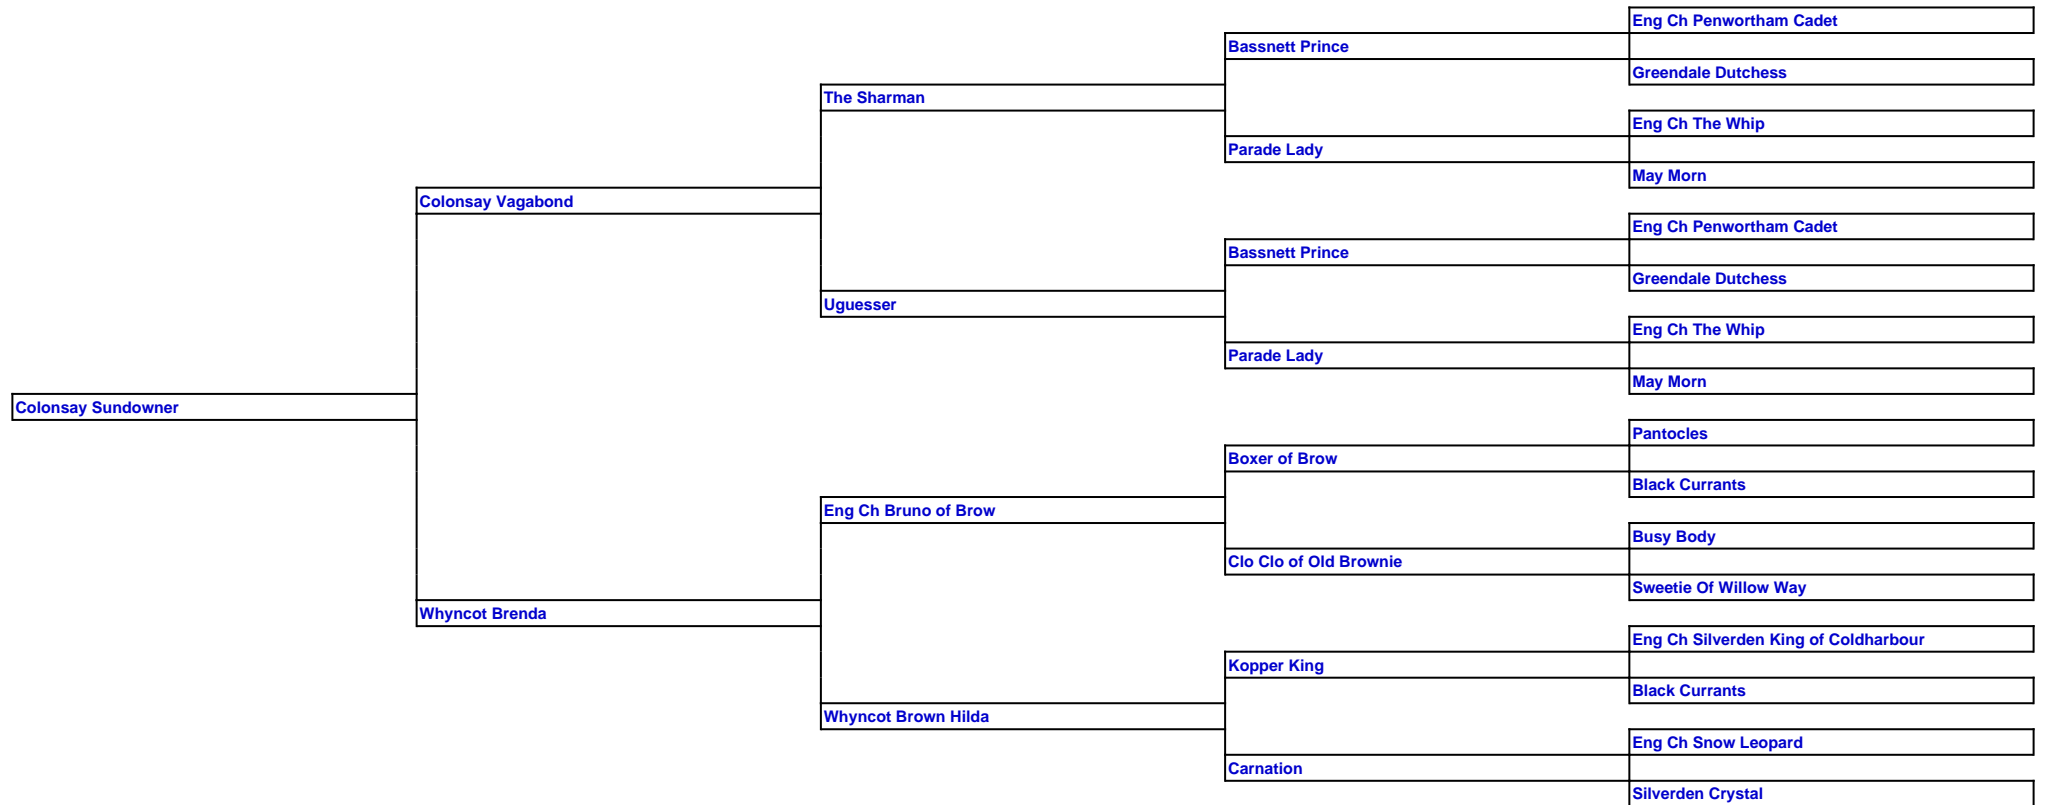 Eng Ch Penwortham Cadet
Bassnett Prince
Greendale Dutchess
The Sharman
Eng Ch The Whip
Parade Lady
May Morn
Colonsay Vagabond
Eng Ch Penwortham Cadet
Bassnett Prince
Greendale Dutchess
Uguesser
Eng Ch The Whip
Parade Lady
May Morn
Colonsay Sundowner
Pantocles
Boxer of Brow
Black Currants
Eng Ch Bruno of Brow
Busy Body
Clo Clo of Old Brownie
Sweetie Of Willow Way
Whyncot Brenda
Eng Ch Silverden King of Coldharbour
Kopper King
Black Currants
Whyncot Brown Hilda
Eng Ch Snow Leopard
Carnation
Silverden Crystal